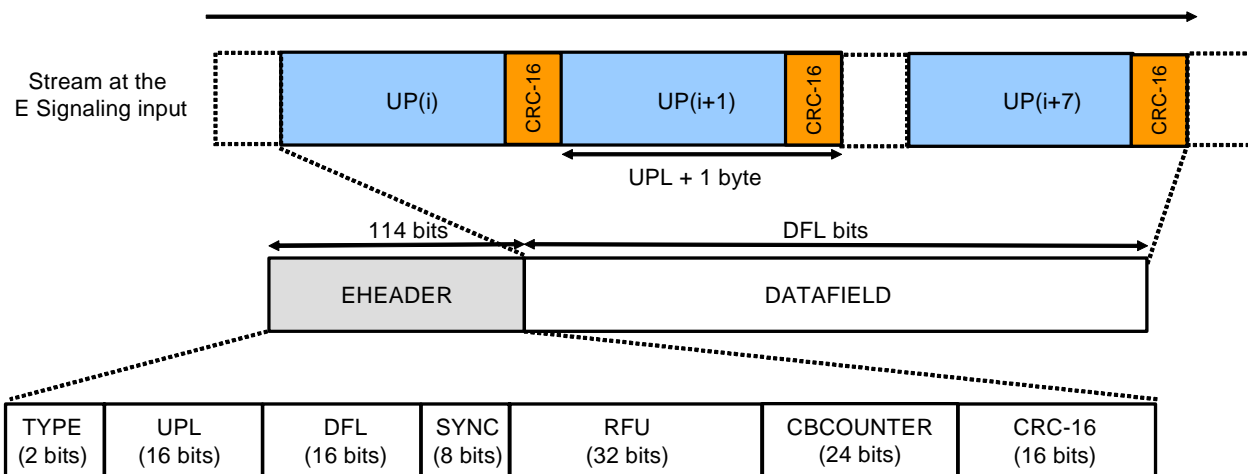 Stream at the
E Signaling input
UP(i)
CRC-16
UP(i+1)
CRC-16
UP(i+7)
CRC-16
UPL + 1 byte
114 bits
DFL bits
EHEADER
DATAFIELD
TYPE
(2 bits)
UPL
(16 bits)
DFL
(16 bits)
SYNC
(8 bits)
RFU
(32 bits)
CBCOUNTER
(24 bits)
CRC-16
(16 bits)